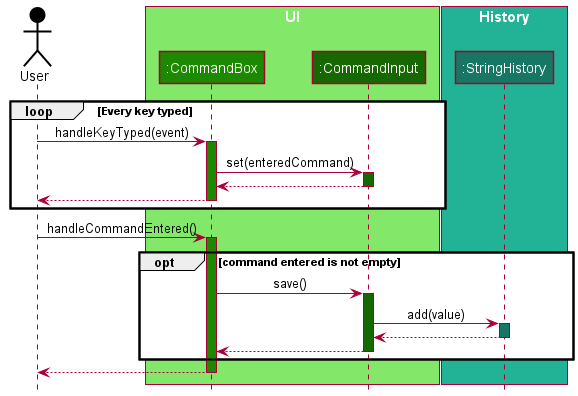 UI
History
User
:CommandBox
:CommandInput
:StringHistory
loop
[Every key typed]
handleKeyTyped(event)
set(enteredCommand)
handleCommandEntered()
opt
[command entered is not empty]
save()
add(value)